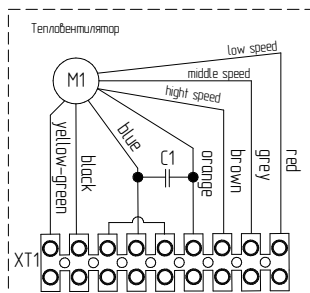 Тепловентилятор
low speed
M1
middle speed
hight speed
yellow-green
black
blue
C1
orange
brown
grey
red
XT1